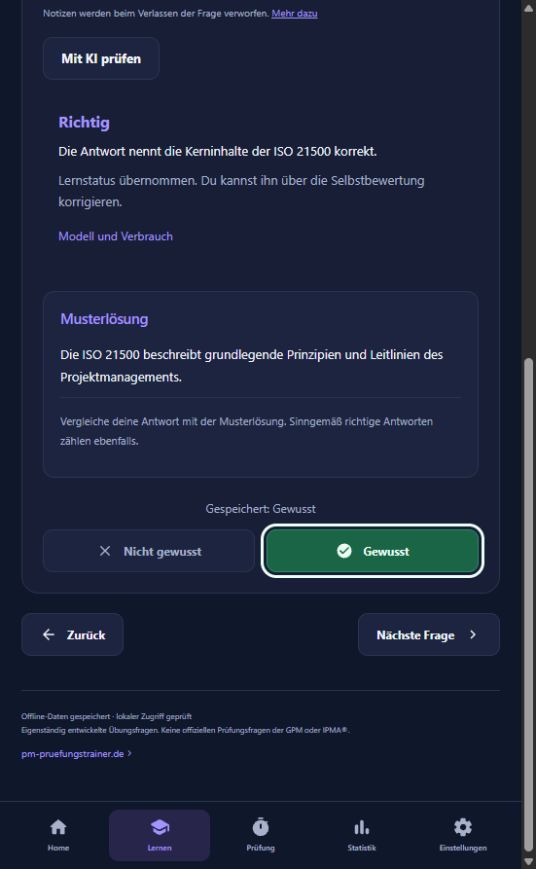 Notizen werden beim Verlassen der Frage verworfen. Mehr dazu
Mit KI prüfen
Richtig
Die Antwort nennt die Kerninhalte der ISO 21500 korrekt.
Lernstatus übernommen. Du kannst ihn über die Selbstbewertung
korrigieren.
Modell und Verbrauch
Musterlösung
Die ISO 21500 beschreibt grundlegende Prinzipien und Leitlinien des
Projektmanagements.
Vergleiche deine Antwort mit der Musterlösung. Sinngemäß richtige Antworten
zählen ebenfalls.
Gespeichert: Gewusst
Nicht gewusst
Gewusst
Zurück
Nächste Frage
Offline-Daten gespeichert · lokaler Zugriff geprüft
Eigenständig entwickelte Übungsfragen. Keine offiziellen Prüfungsfragen der GPM oder IPMA®.
pm-pruefungstrainer.de
Home
Lernen
Prüfung
Statistik
Einstellungen